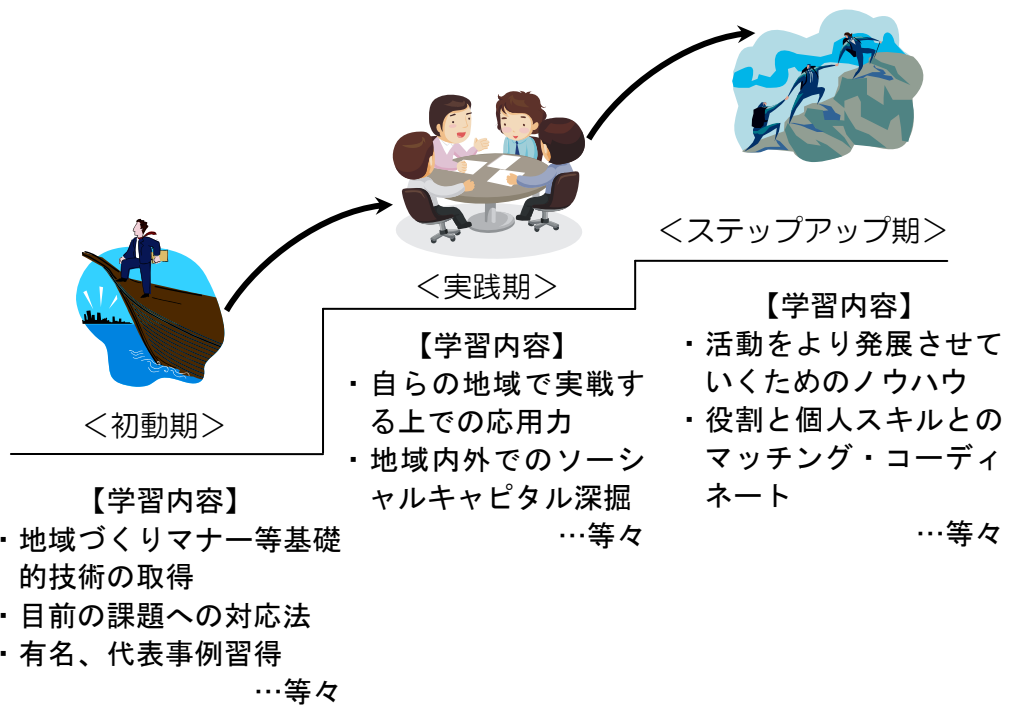 ＜初動期＞
【学習内容】
・地域づくりマナー等基礎
的技術の取得
・目前の課題への対応法
・有名、代表事例習得
…等々
＜実践期＞
【学習内容】
・自らの地域で実戦す
る上での応用力
・地域内外でのソーシ
ャルキャピタル深掘
…等々
＜ステップアップ期＞
【学習内容】
・活動をより発展させて
いくためのノウハウ
・役割と個人スキルとの
マッチング・コーディ
ネート
…等々